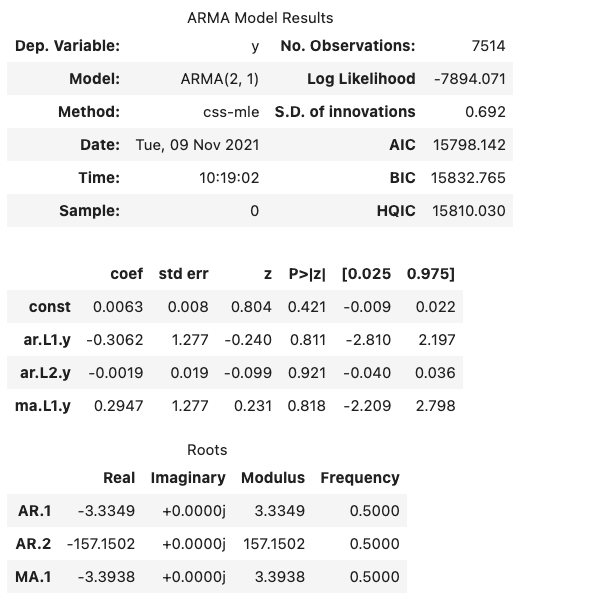 ARMA Model Results
Dep. Variable: y No. Observations: 7514
Model: ARMA(2, 1) Log Likelihood -7894.071
Method: css-mle S.D. of innovations 0.692
Date: Tue, 09 Nov 2021 AIC 15798.142
Time: 10:19:02 BIC 15832.765
Sample: 0 HQIC 15810.030
coef std err z P>|z| [0.025 0.975]
const 0.0063 0.008 0.804 0.421 -0.009 0.022
ar.L1.y -0.3062 1.277 -0.240 0.811 -2.810 2.197
ar.L2.y -0.0019 0.019 -0.099 0.921 -0.040 0.036
ma.L1.y 0.2947 1.277 0.231 0.818 -2.209 2.798
Roots
Real Imaginary Modulus Frequency
AR.1 -3.3349 +0.0000j 3.3349 0.5000
AR.2 -157.1502 +0.0000j 157.1502 0.5000
MA.1 -3.3938 +0.0000j 3.3938 0.5000